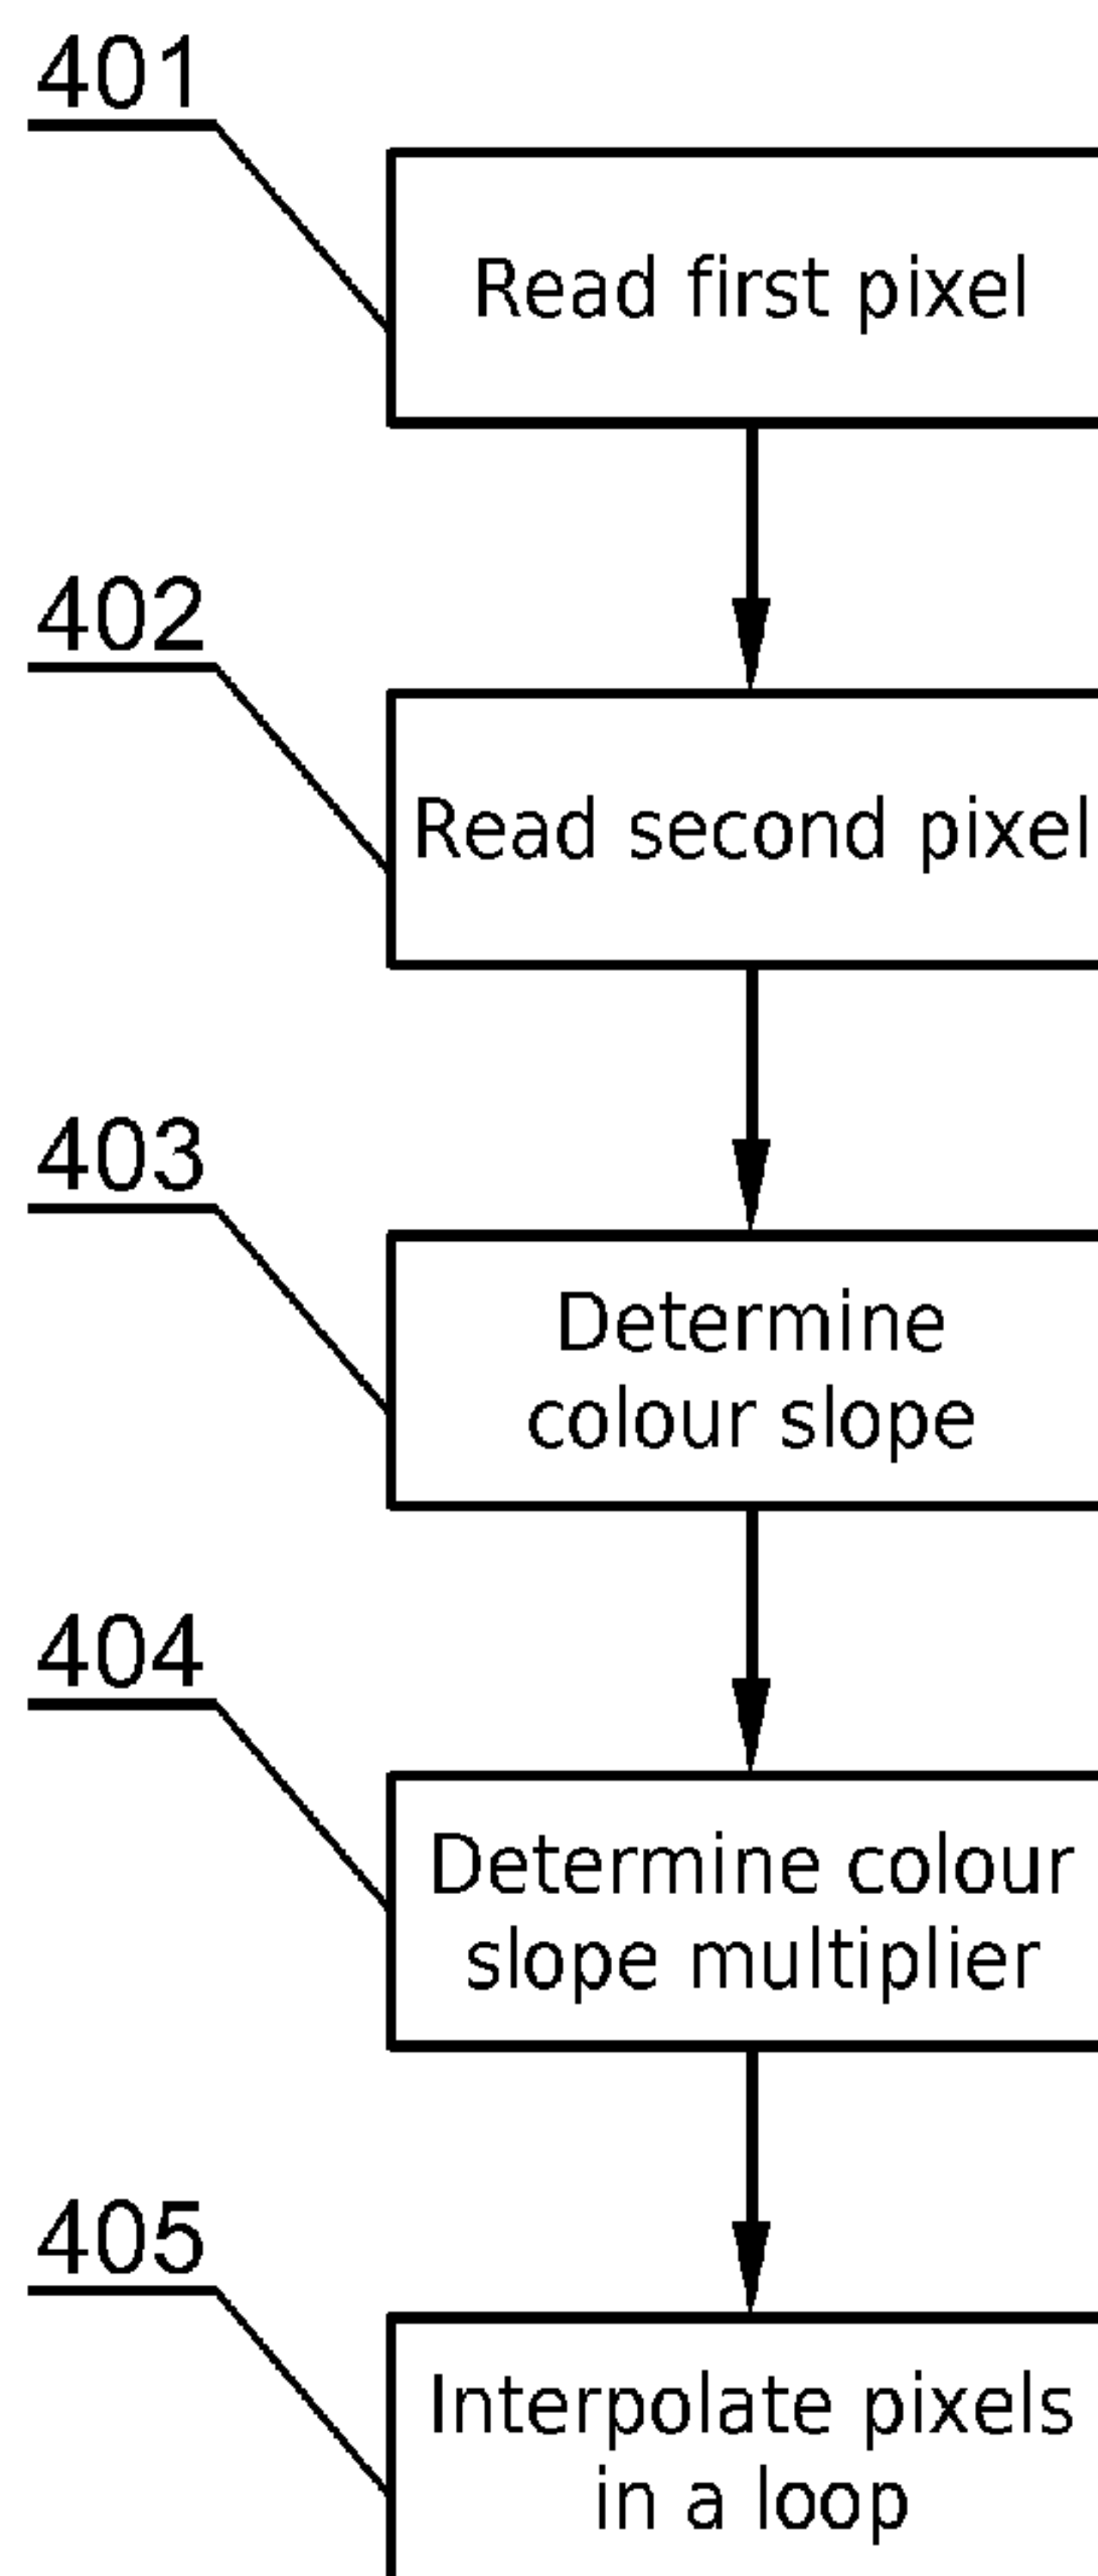 401
Read first pixel
402
Read second pixel
403
Determine
colour slope
404
Determine colour
slope multiplier
405
Interpolate pixels
in a loop